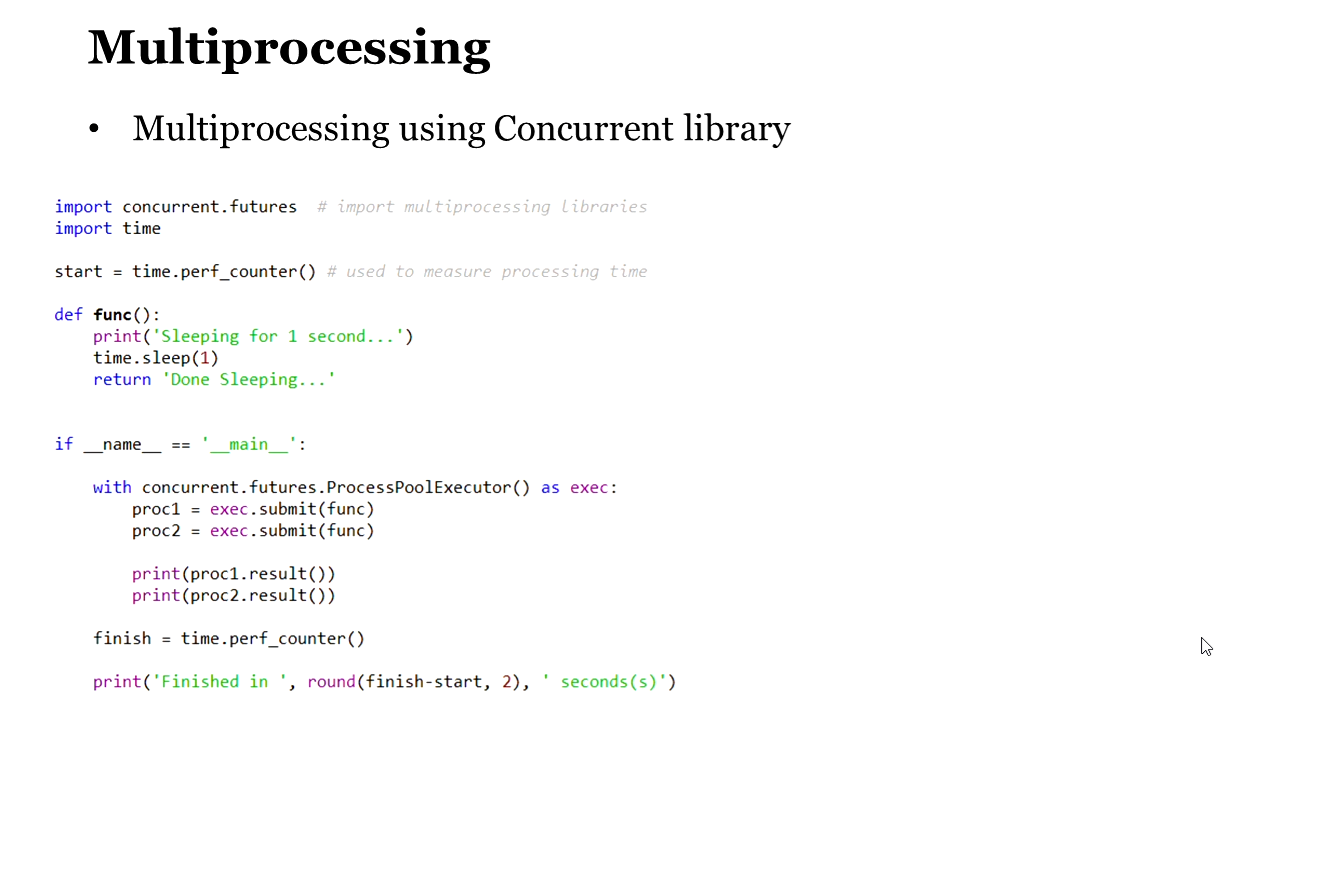 Multiprocessing
• Multiprocessing using Concurrent library
import concurrent.futures  # import multiprocessing libraries
import time
start = time.perf_counter() # used to measure processing time
def func():
    print('Sleeping for 1 second...')
    time.sleep(1)
    return 'Done Sleeping...'
if __name__ == '__main__':
    with concurrent.futures.ProcessPoolExecutor() as exec:
        proc1 = exec.submit(func)
        proc2 = exec.submit(func)
        print(proc1.result())
        print(proc2.result())
    finish = time.perf_counter()
    print('Finished in ', round(finish-start, 2), ' seconds(s)')